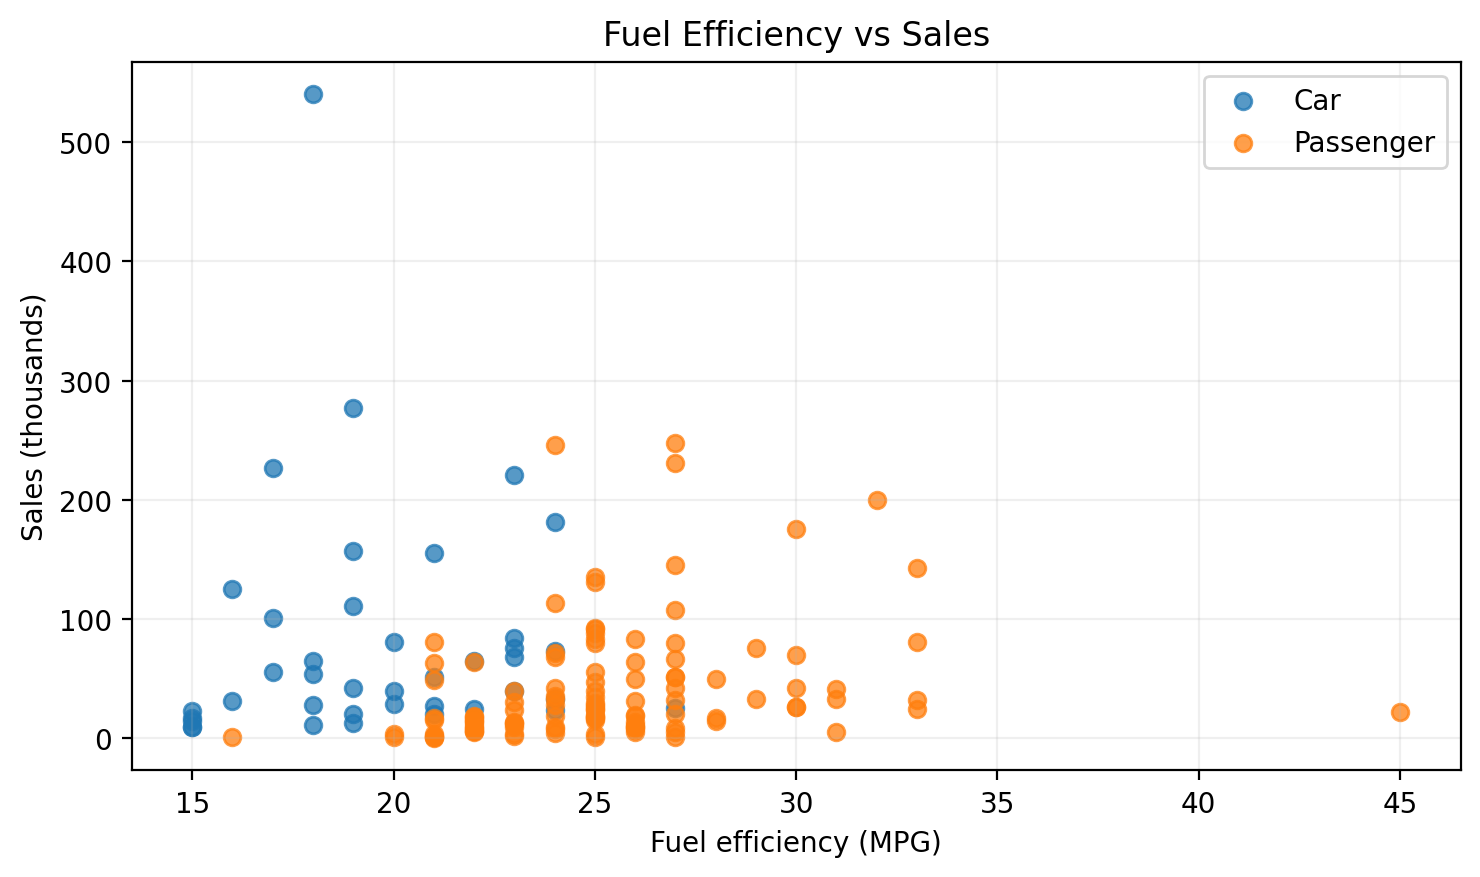 Fuel Efficiency vs Sales
Car
Passenger
Sales (thousands)
500
400
300
200
100
0
15 20 25 30 35 40 45
Fuel efficiency (MPG)